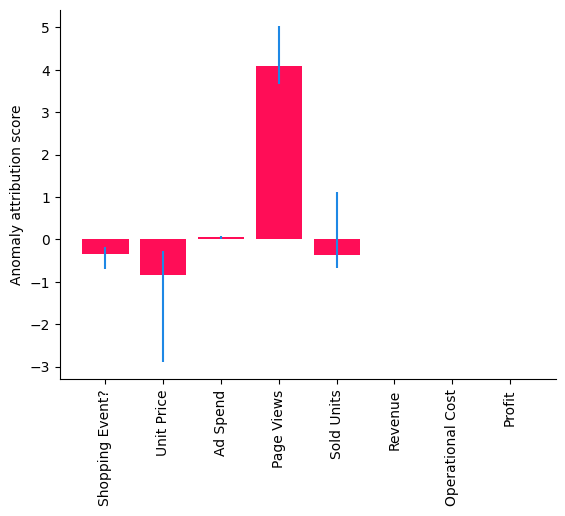 Anomaly attribution score
5
4
3
2
1
0
−1
−2
−3
Shopping Event?
Unit Price
Ad Spend
Page Views
Sold Units
Revenue
Operational Cost
Profit